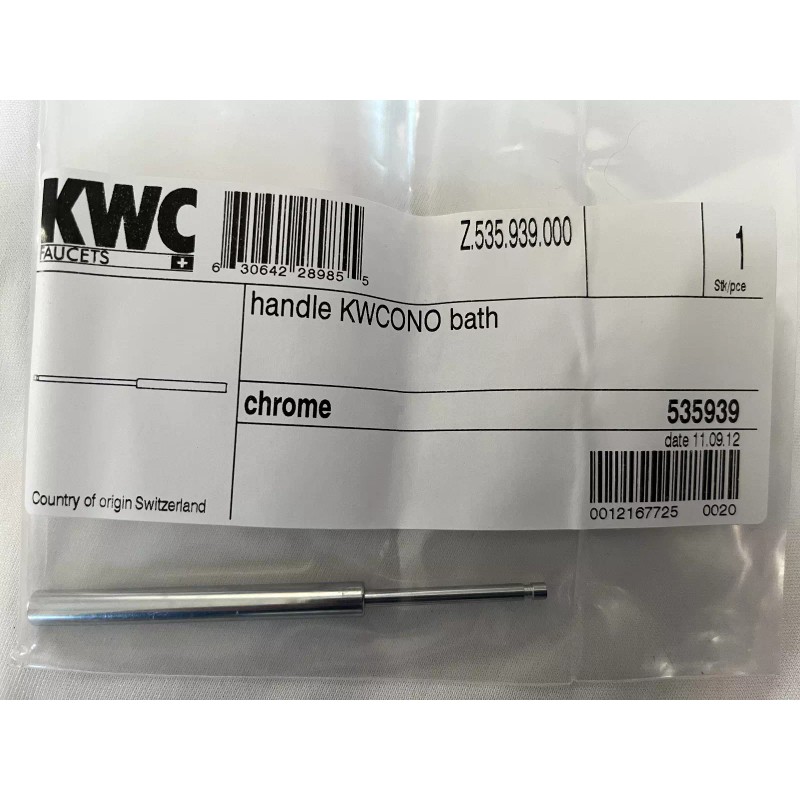 KWC
FAUCETS
6 30642 28985 5
Z.535.939.000
1
Stk/pce
handle KWCONO bath
chrome
535939
date 11.09.12
Country of origin Switzerland
0012167725 0020